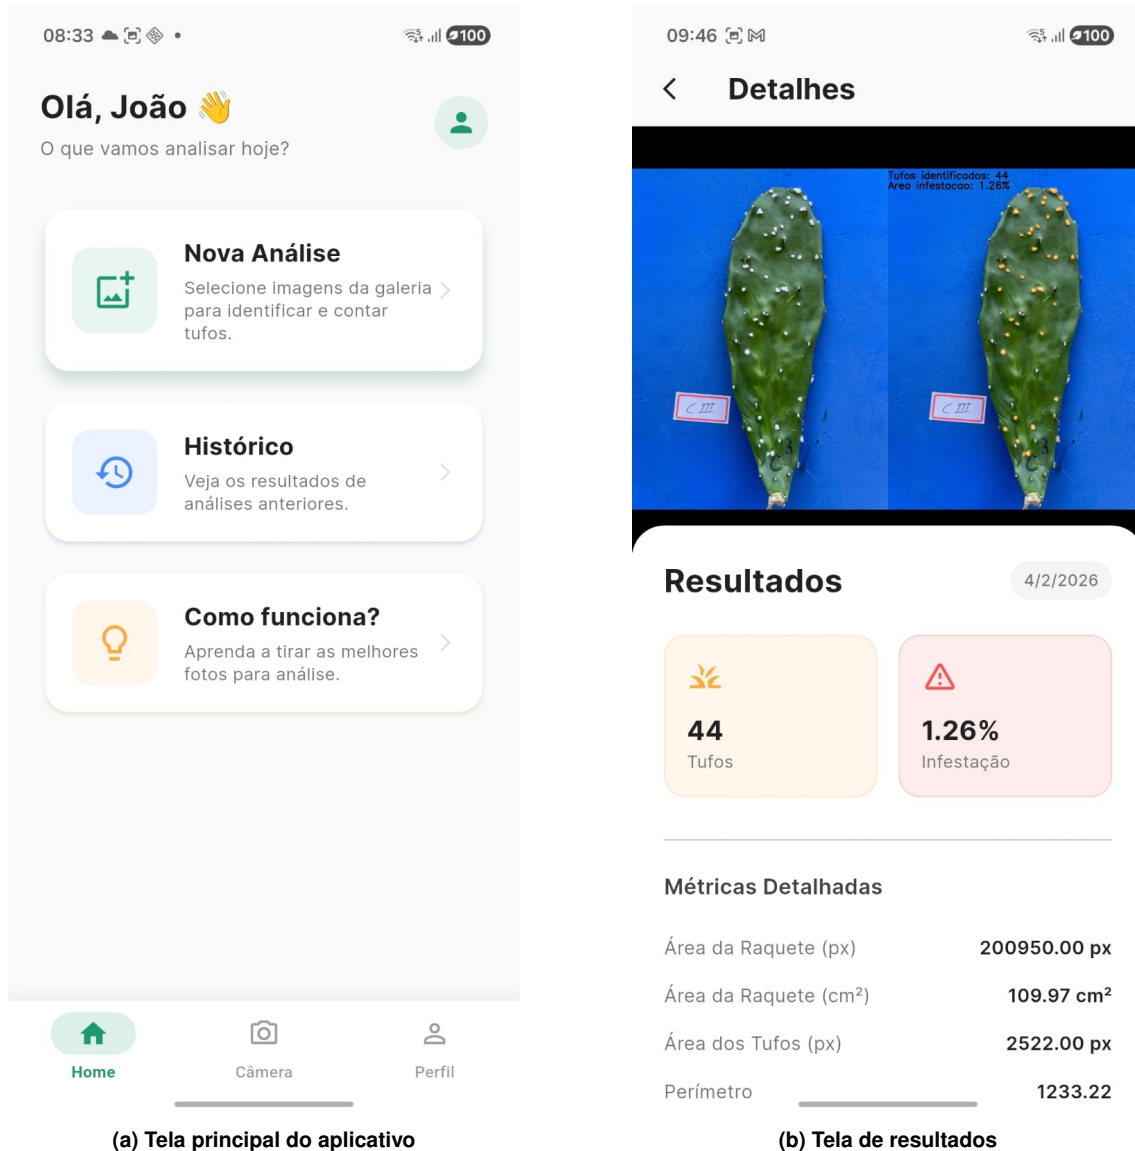 08:33
100
Olá, João 👋
O que vamos analisar hoje?
Nova Análise
Selecione imagens da galeria
para identificar e contar
tufos.
Histórico
Veja os resultados de
análises anteriores.
Como funciona?
Aprenda a tirar as melhores
fotos para análise.
Home
Câmera
Perfil
(a) Tela principal do aplicativo
09:46
100
Detalhes
Tufos identificados: 44
Area infestacao: 1.26%
C III
C III
Resultados
4/2/2026
44
Tufos
1.26%
Infestação
Métricas Detalhadas
Área da Raquete (px) 200950.00 px
Área da Raquete (cm²) 109.97 cm²
Área dos Tufos (px) 2522.00 px
Perímetro 1233.22
(b) Tela de resultados